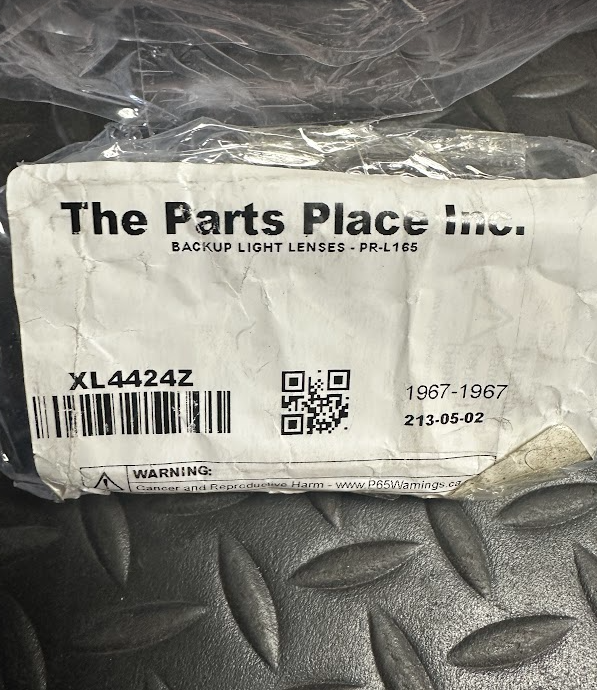 The Parts Place Inc.
BACKUP LIGHT LENSES - PR-L165
XL4424Z
1967-1967
213-05-02
WARNING:
Cancer and Reproductive Harm - www.P65Warnings.ca